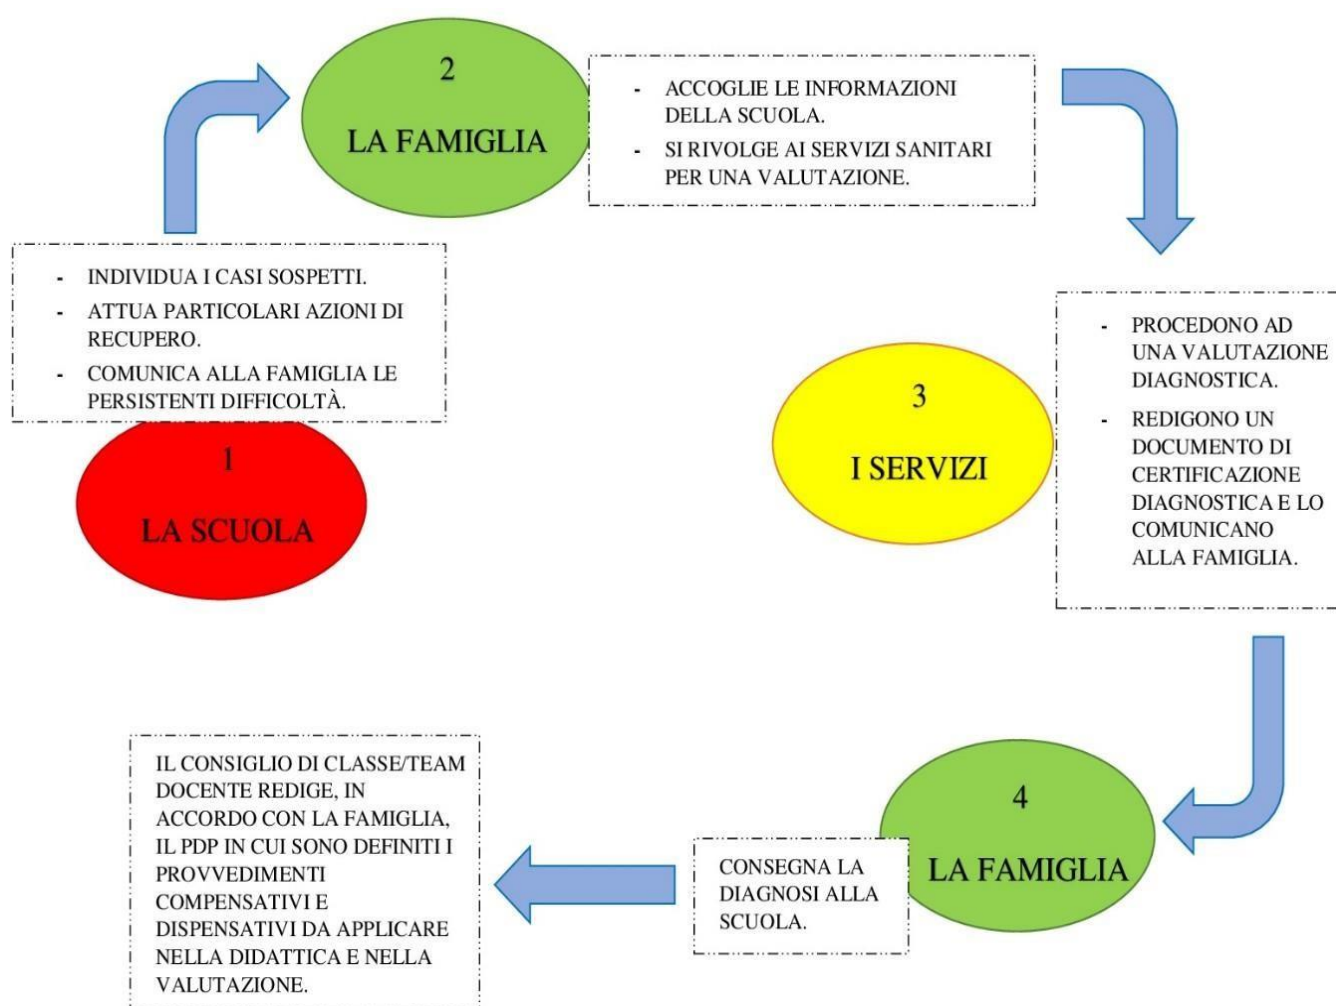 - INDIVIDUA I CASI SOSPETTI.
- ATTUA PARTICOLARI AZIONI DI
RECUPERO.
- COMUNICA ALLA FAMIGLIA LE
PERSISTENTI DIFFICOLTÀ.
1
LA SCUOLA
2
LA FAMIGLIA
- ACCOGLIE LE INFORMAZIONI
DELLA SCUOLA.
- SI RIVOLGE AI SERVIZI SANITARI
PER UNA VALUTAZIONE.
3
I SERVIZI
- PROCEDONO AD
UNA VALUTAZIONE
DIAGNOSTICA.
- REDIGONO UN
DOCUMENTO DI
CERTIFICAZIONE
DIAGNOSTICA E LO
COMUNICANO
ALLA FAMIGLIA.
4
LA FAMIGLIA
CONSEGNA LA
DIAGNOSI ALLA
SCUOLA.
IL CONSIGLIO DI CLASSE/TEAM
DOCENTE REDIGE, IN
ACCORDO CON LA FAMIGLIA,
IL PDP IN CUI SONO DEFINITI I
PROVVEDIMENTI
COMPENSATIVI E
DISPENSATIVI DA APPLICARE
NELLA DIDATTICA E NELLA
VALUTAZIONE.